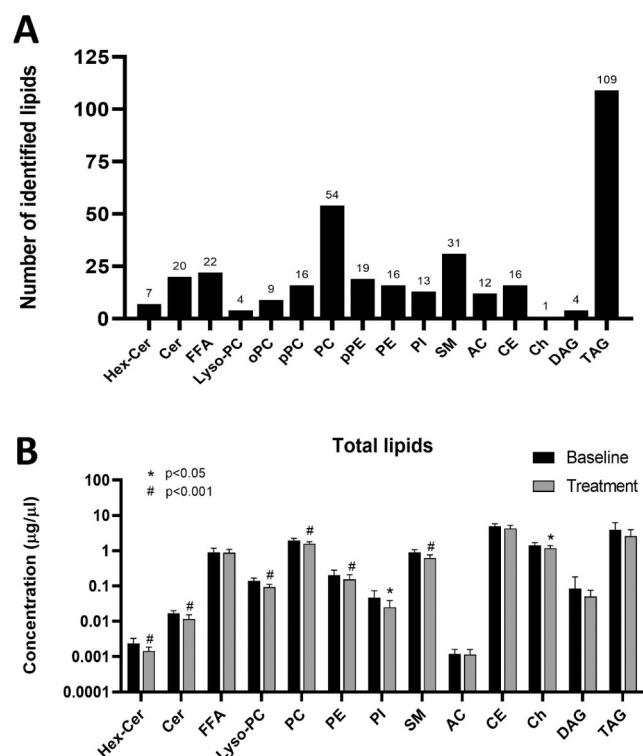 A
Number of identified lipids
125
100
75
50
25
0
7
20
22
4
9
16
54
19
16
13
31
12
16
1
4
109
Hex-Cer
Cer
FFA
Lyso-PC
oPC
pPC
PC
pPE
PE
PI
SM
AC
CE
Ch
DAG
TAG
B
Total lipids
* p<0.05
# p<0.001
Baseline
Treatment
Concentration (µg/µl)
100
10
1
0.1
0.01
0.001
0.0001
#
#
#
#
#
*
#
*
Hex-Cer
Cer
FFA
Lyso-PC
PC
PE
PI
SM
AC
CE
Ch
DAG
TAG